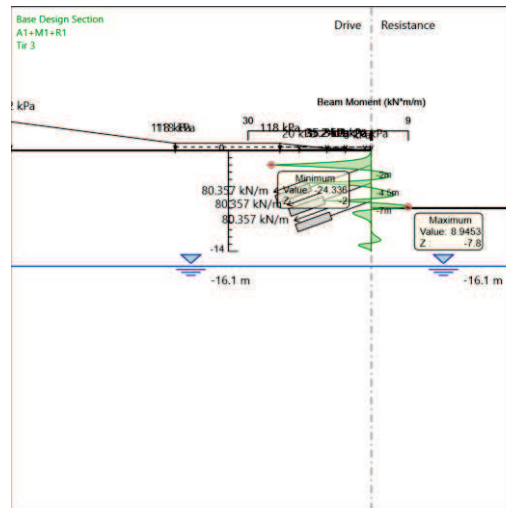 Base Design Section
A1+M1+R1
Tir 3
Drive
Resistance
2 kPa
Beam Moment (kN*m/m)
30
9
118 kPa
0
-2m
-4.5m
-7m
80.357 kN/m
80.357 kN/m
80.357 kN/m
Minimum
Value: -24.336
Z : -2
Maximum
Value: 8.9453
Z : -7.8
-14
-16.1 m
-16.1 m